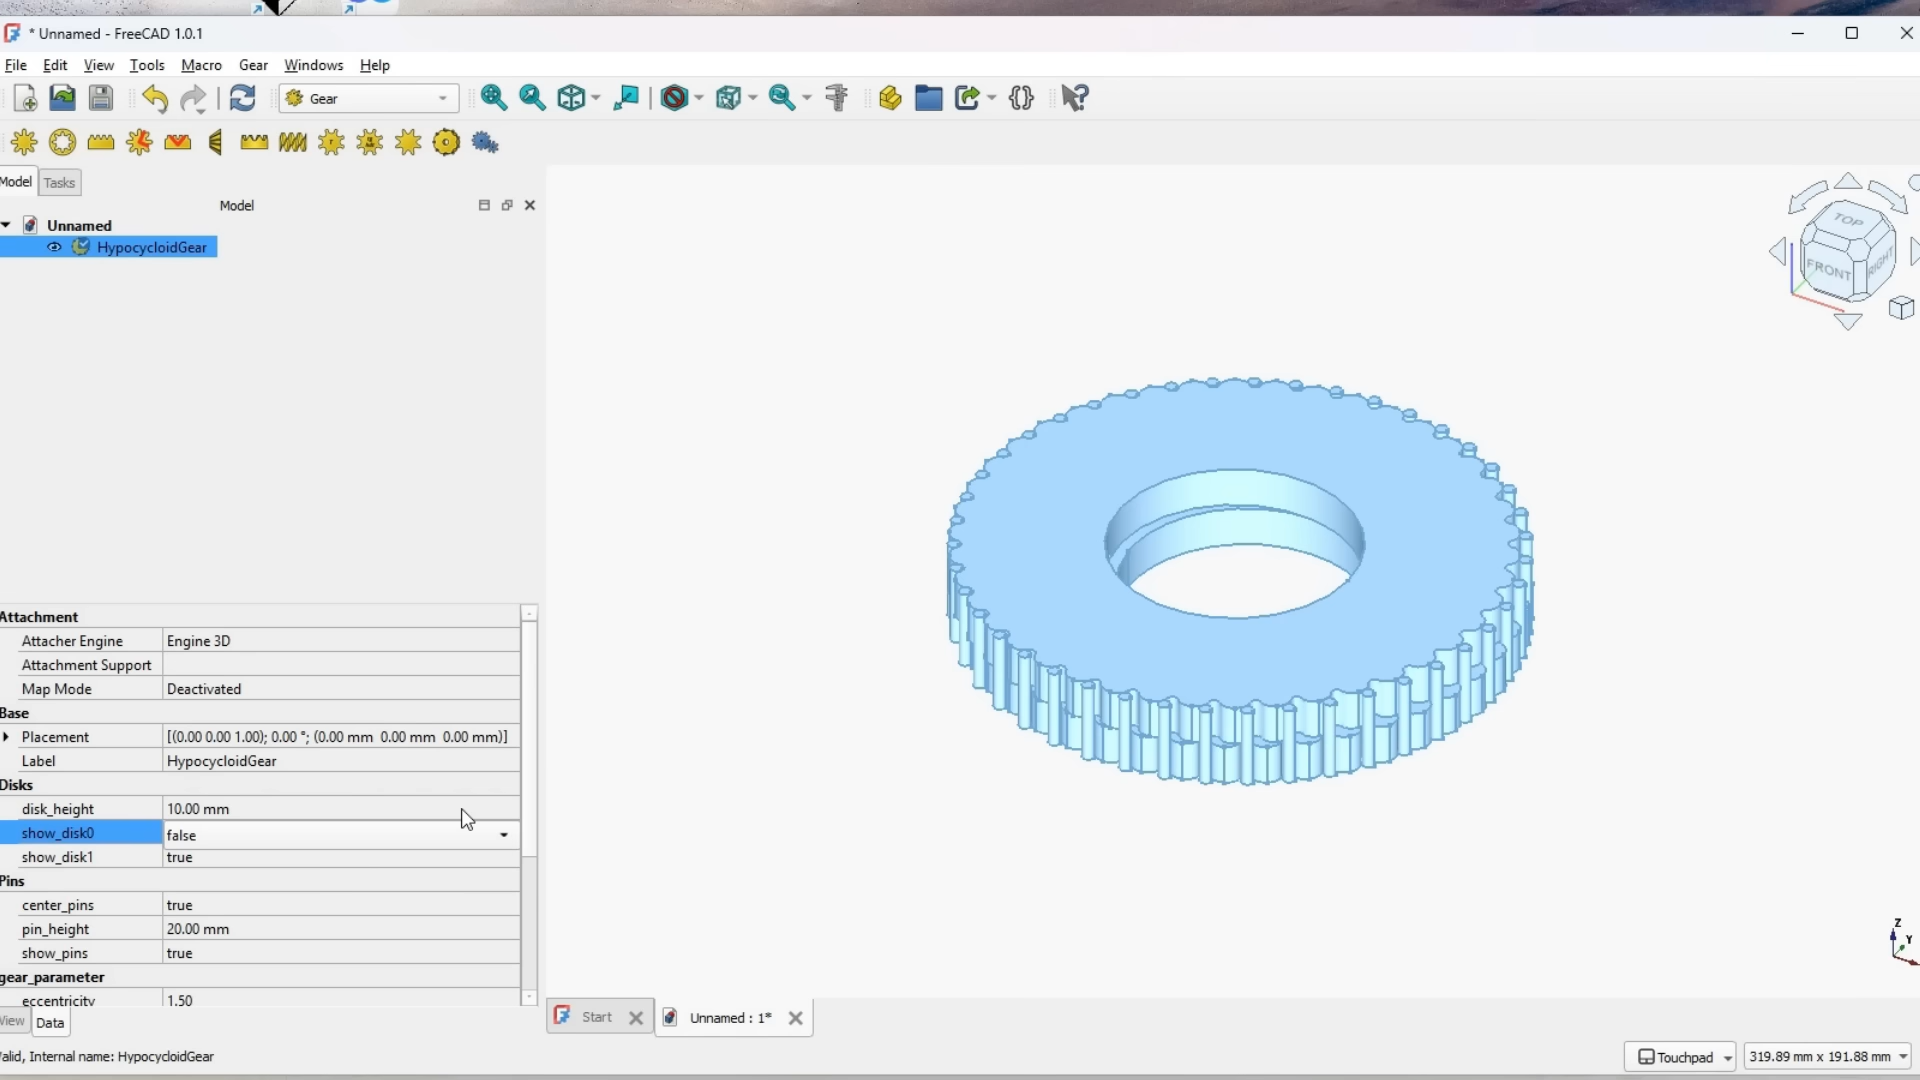 * Unnamed - FreeCAD 1.0.1
File Edit View Tools Macro Gear Windows Help
Gear
Model Tasks
Model
Unnamed
HypocycloidGear
TOP
FRONT RIGHT
Attachment
Attacher Engine Engine 3D
Attachment Support
Map Mode Deactivated
Base
Placement [(0.00 0.00 1.00); 0.00 °; (0.00 mm 0.00 mm 0.00 mm)]
Label HypocycloidGear
Disks
disk_height 10.00 mm
show_disk0 false
show_disk1 true
Pins
center_pins true
pin_height 20.00 mm
show_pins true
gear_parameter
eccentricity 1.50
Z
Y
View Data
Start Unnamed : 1*
alid, Internal name: HypocycloidGear
Touchpad 319.89 mm x 191.88 mm